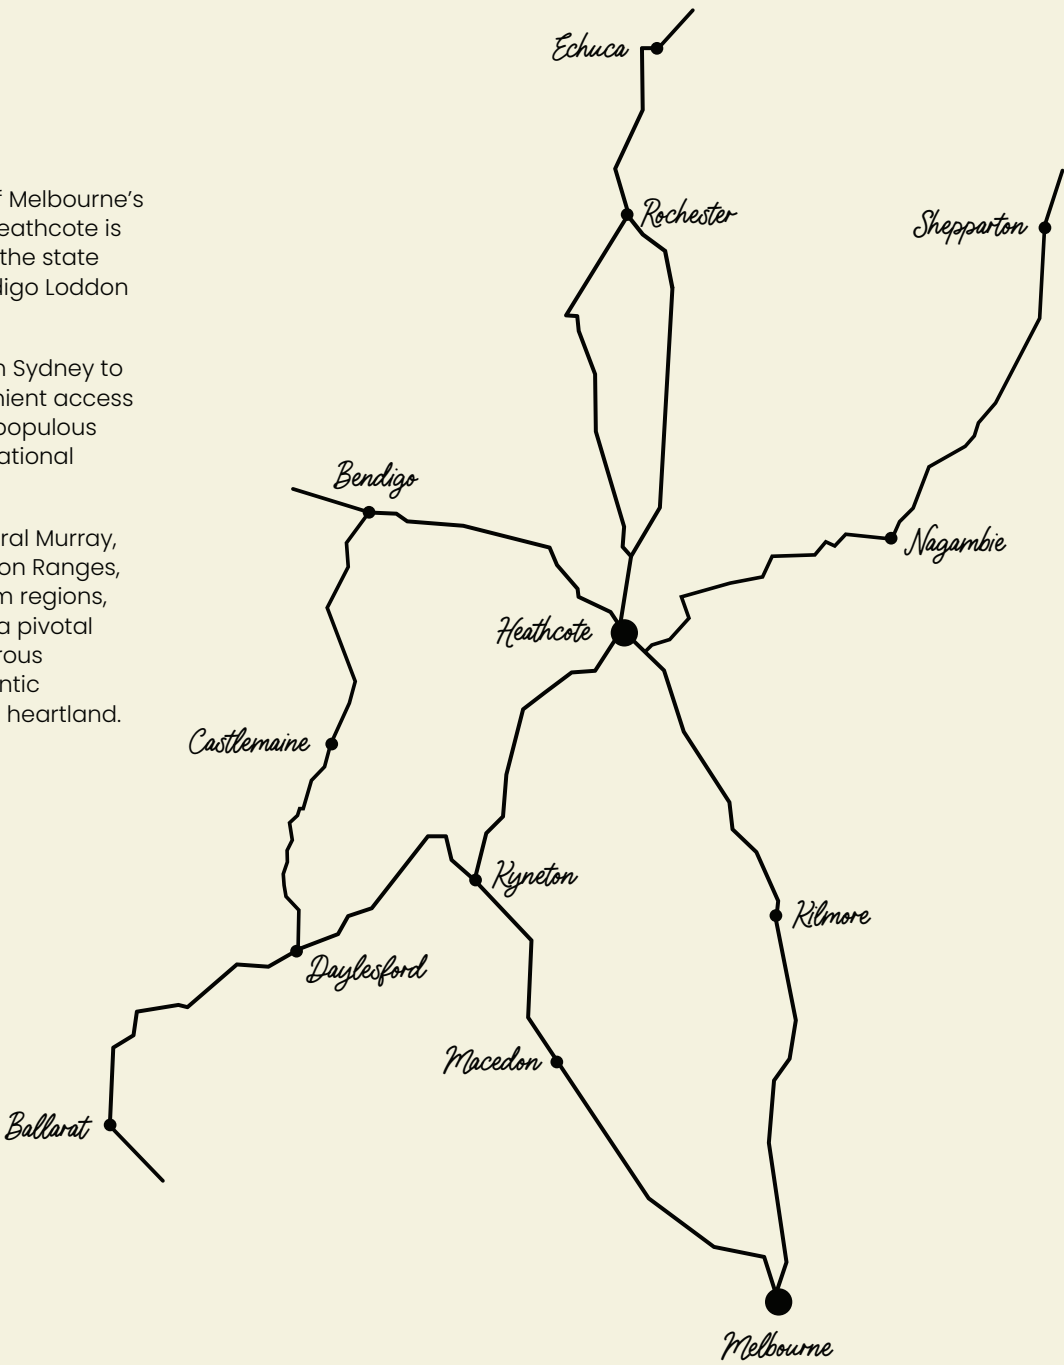 Melbourne's
eathcote is
the state
digo Loddon
Sydney to
nient access
populous
ational
ral Murray,
on Ranges,
m regions,
a pivotal
rous
ntic
heartland.
Echuca
Rochester
Shepparton
Bendigo
Nagambie
Heathcote
Castlemaine
Kyneton
Kilmore
Daylesford
Macedon
Ballarat
Melbourne